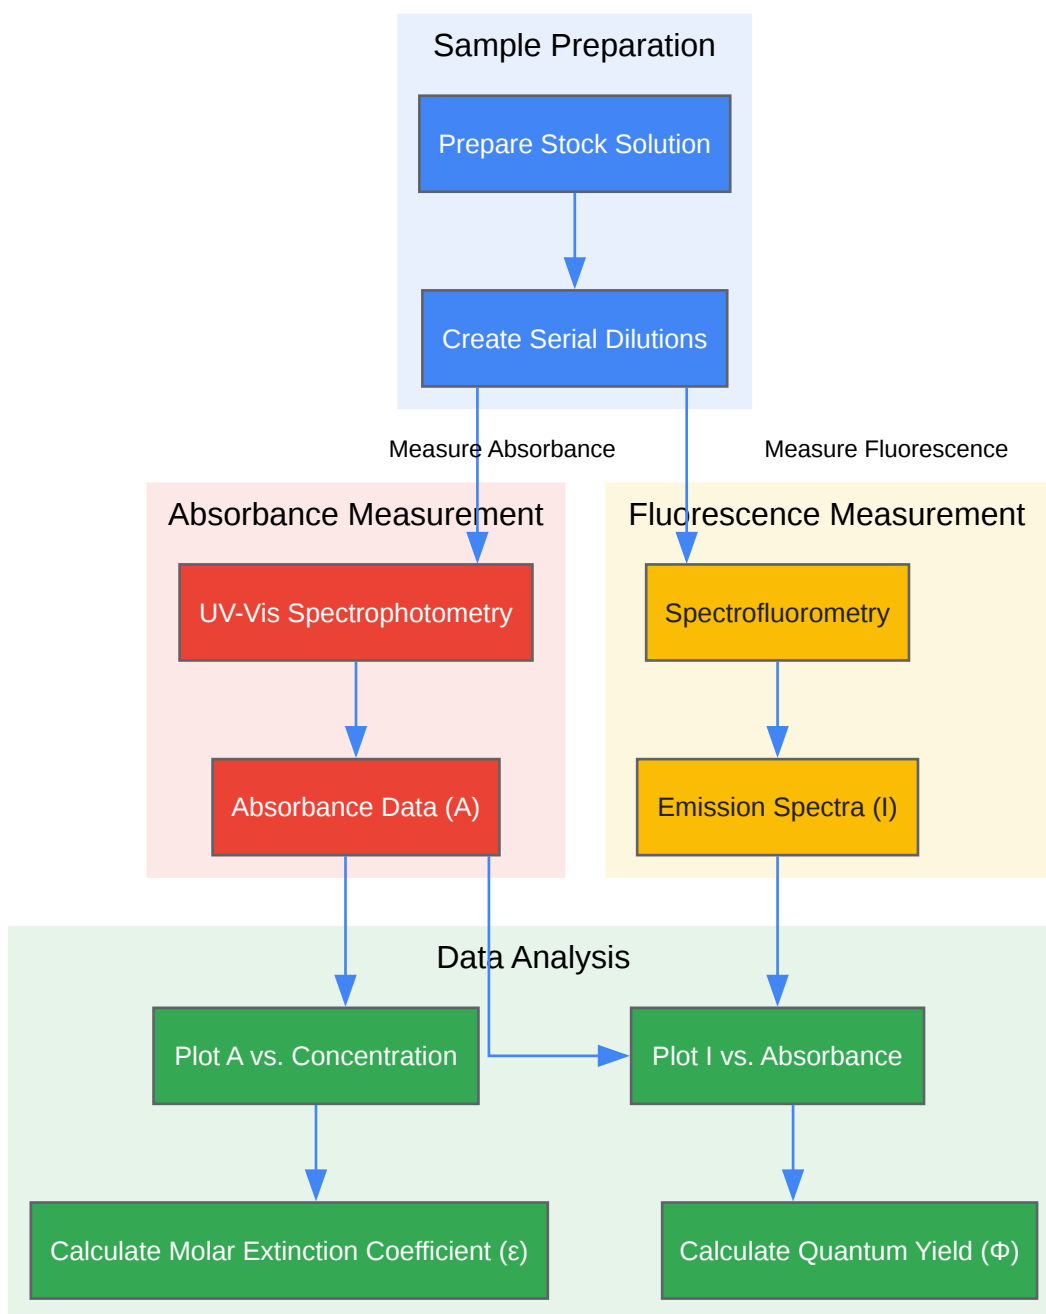 Sample Preparation
Prepare Stock Solution
Create Serial Dilutions
Measure Absorbance
Measure Fluorescence
Absorbance Measurement
Fluorescence Measurement
UV-Vis Spectrophotometry
Spectrofluorometry
Absorbance Data (A)
Emission Spectra (I)
Data Analysis
Plot A vs. Concentration
Plot I vs. Absorbance
Calculate Molar Extinction Coefficient (ε)
Calculate Quantum Yield (Φ)